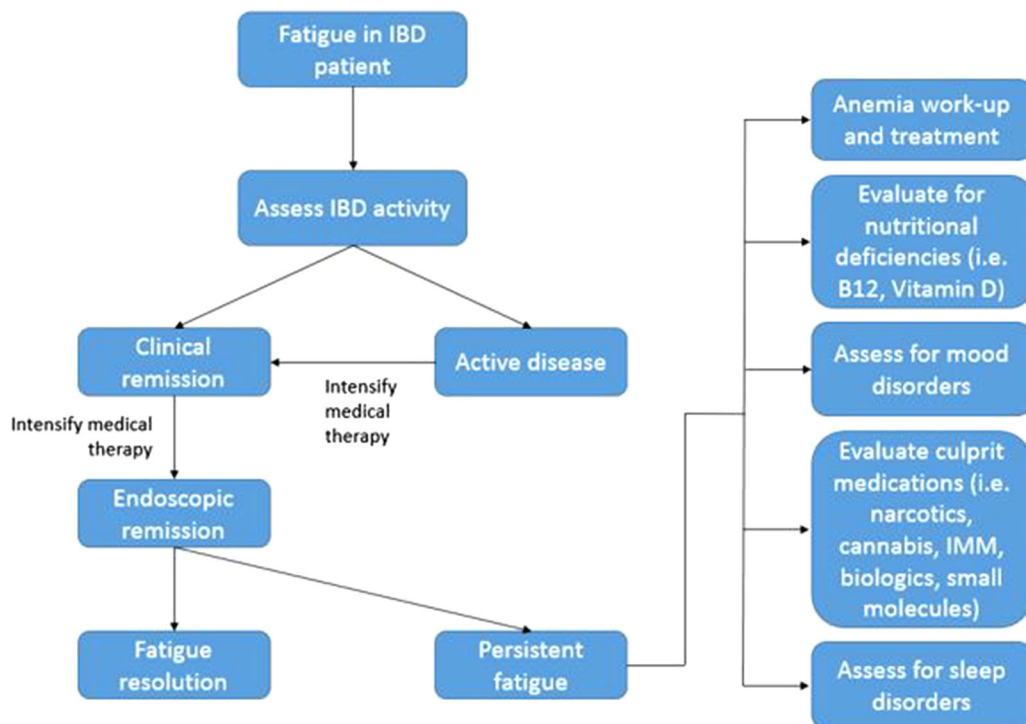 Fatigue in IBD
patient
Assess IBD activity
Clinical
remission
Active disease
Intensify
medical
therapy
Intensify medical
therapy
Endoscopic
remission
Fatigue
resolution
Persistent
fatigue
Anemia work-up
and treatment
Evaluate for
nutritional
deficiencies (i.e.
B12, Vitamin D)
Assess for mood
disorders
Evaluate culprit
medications (i.e.
narcotics,
cannabis, IMM,
biologics, small
molecules)
Assess for sleep
disorders